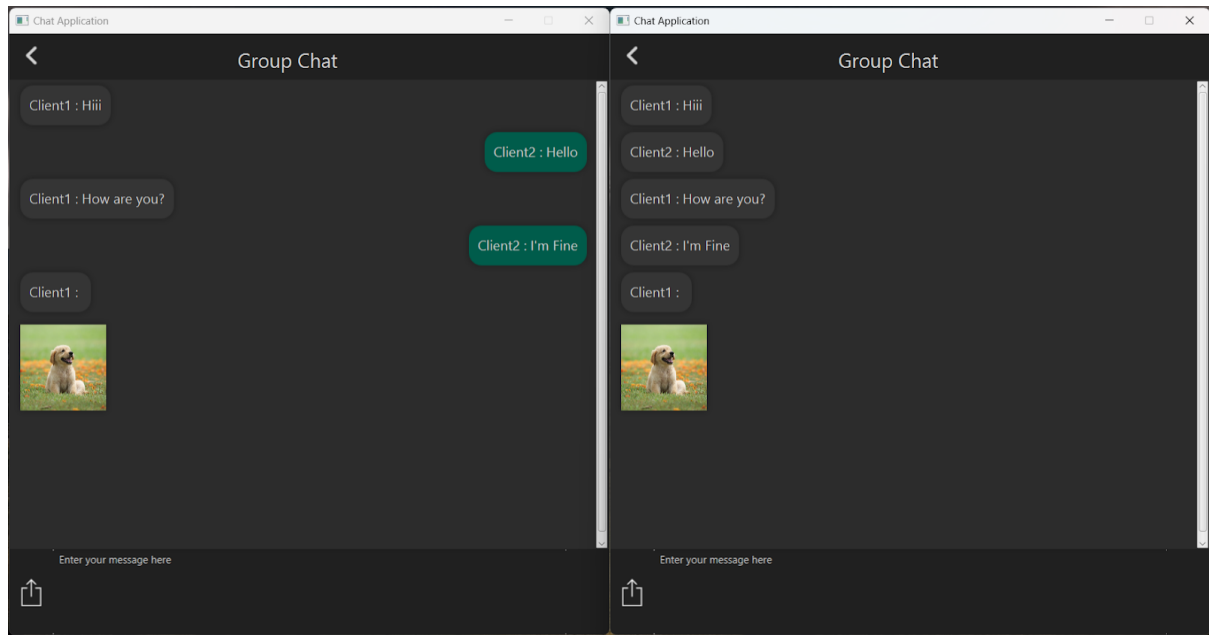 Chat Application
Group Chat
Client1 : Hiii
Client2 : Hello
Client1 : How are you?
Client2 : I'm Fine
Client1 :
Enter your message here
Chat Application
Group Chat
Client1 : Hiii
Client2 : Hello
Client1 : How are you?
Client2 : I'm Fine
Client1 :
Enter your message here